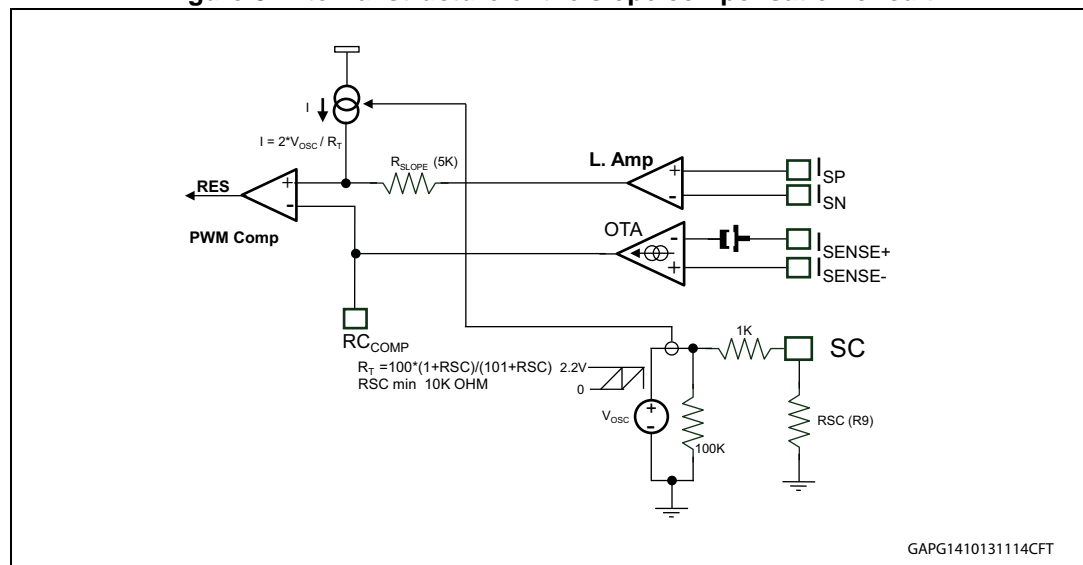 I
I = 2*V_OSC / R_T
R_SLOPE (5K)
L. Amp
+
-
I_SP
I_SN
RES
+
-
PWM Comp
OTA
-
+
I_SENSE+
I_SENSE-
RC_COMP
1K
SC
R_T =100*(1+RSC)/(101+RSC)
RSC min 10K OHM
2.2V
0
V_OSC
+
-
100K
RSC (R9)
GAPG1410131114CFT